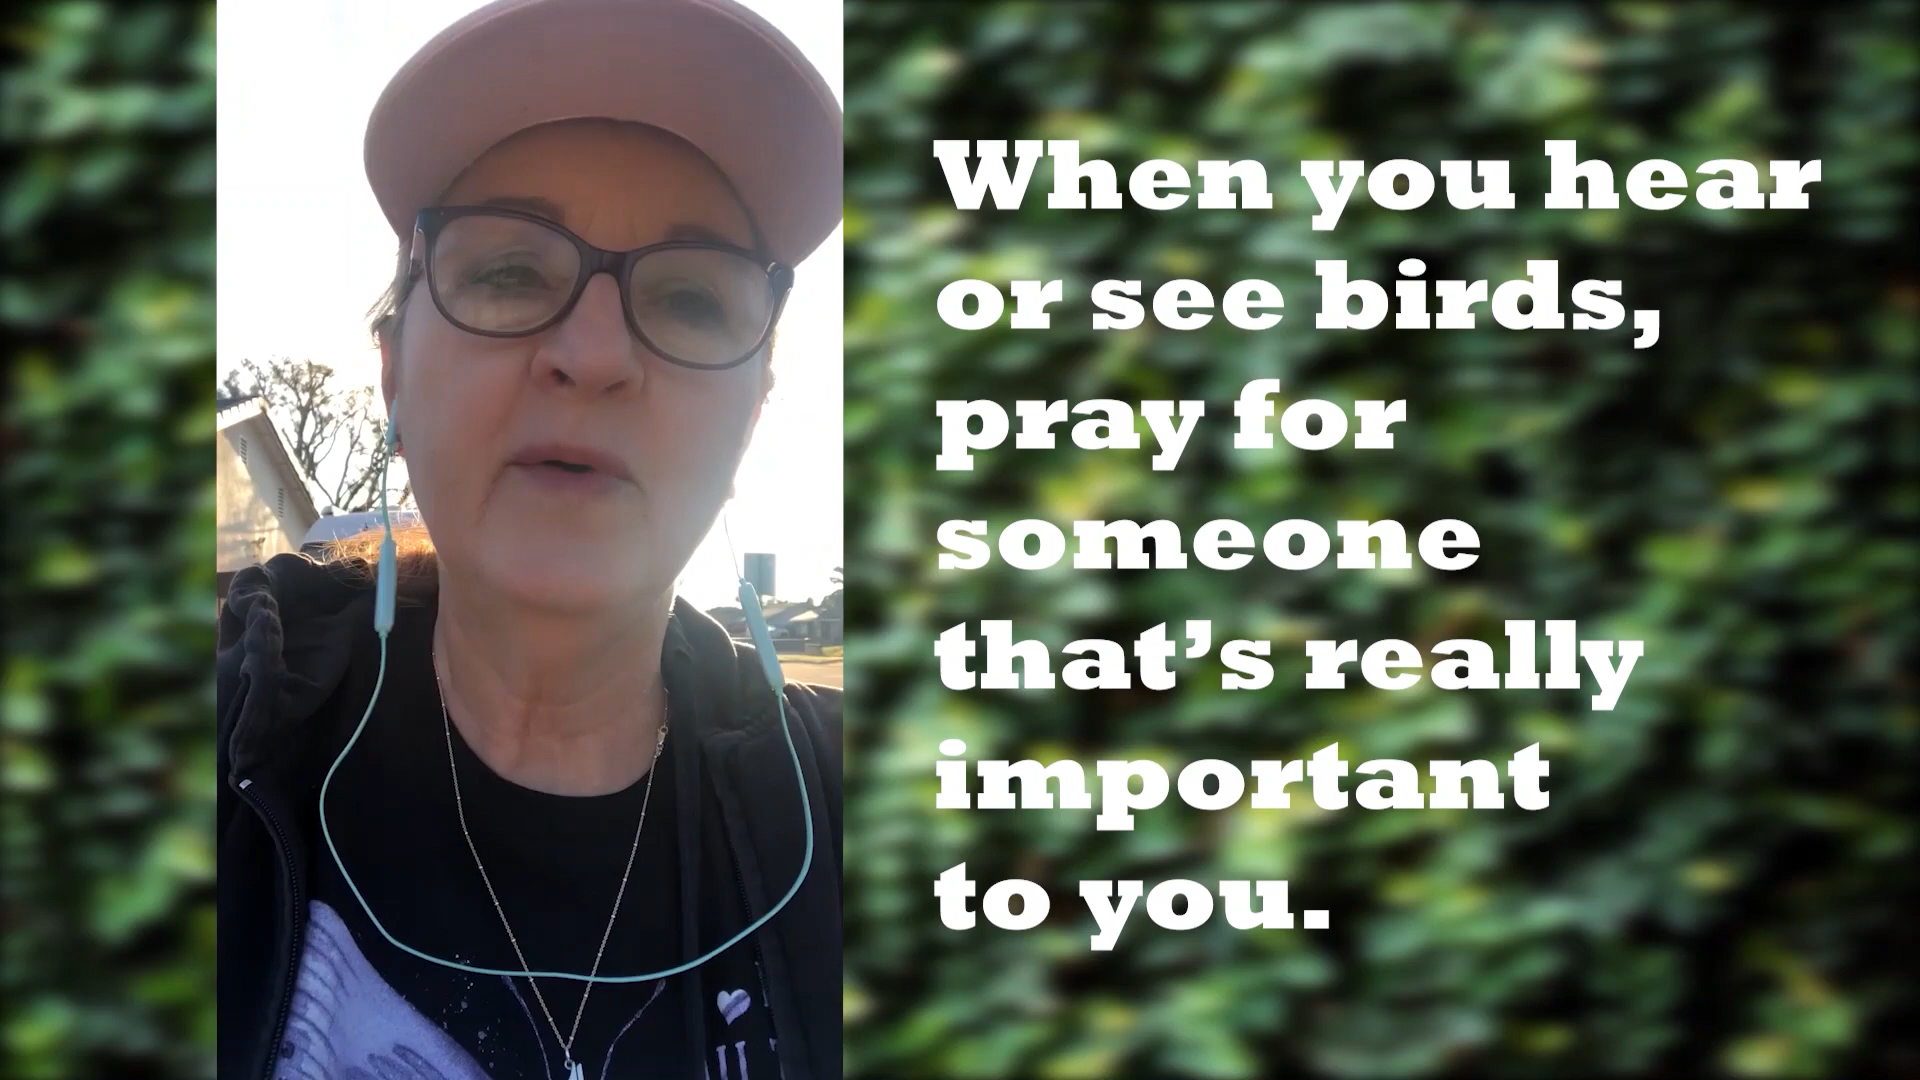 When you hear
or see birds,
pray for
someone
that’s really
important
to you.